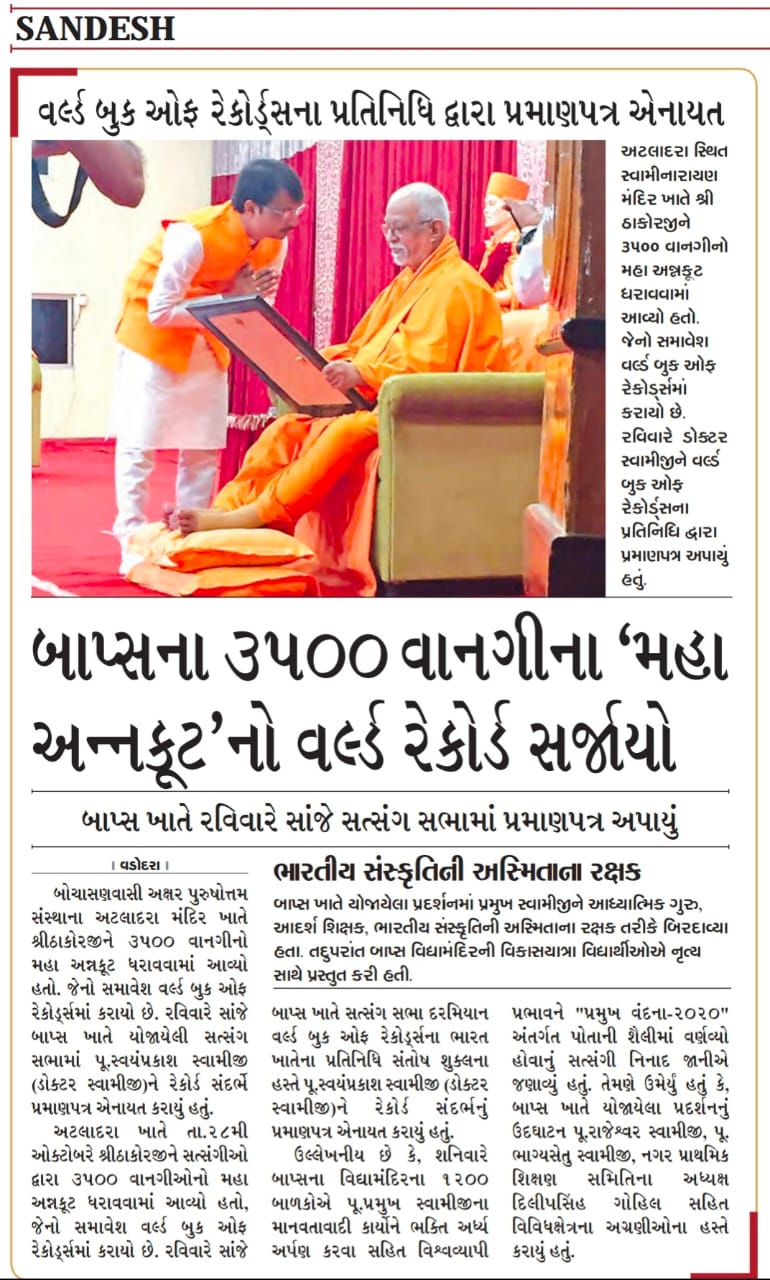 SANDESH
વર્લ્ડ બુક ઓફ રેકોર્ડ્સના પ્રતિનિધિ દ્વારા પ્રમાણપત્ર એનાયત
અટલાદરા સ્થિત
સ્વામીનારાયણ
મંદિર ખાતે શ્રી
ઠાકોરજીને
૩૫૦૦ વાનગીનો
મહા અન્નકૂટ
ધરાવવામાં
આવ્યો હતો.
જેનો સમાવેશ
વર્લ્ડ બુક ઓફ
રેકોર્ડ્સમાં
કરાયો છે.
રવિવારે ડોક્ટર
સ્વામીજીને વર્લ્ડ
બુક ઓફ
રેકોર્ડ્સના
પ્રતિનિધિ દ્વારા
પ્રમાણપત્ર અપાયું
હતું.
બાપ્સના ૩૫૦૦ વાનગીના ‘મહા
અન્નકૂટ’નો વર્લ્ડ રેકોર્ડ સર્જાયો
બાપ્સ ખાતે રવિવારે સાંજે સત્સંગ સભામાં પ્રમાણપત્ર અપાયું
। વડોદરા ।
બોચાસણવાસી અક્ષર પુરુષોત્તમ
સંસ્થાના અટલાદરા મંદિર ખાતે
શ્રીઠાકોરજીને ૩૫૦૦ વાનગીનો
મહા અન્નકૂટ ધરાવવામાં આવ્યો
હતો. જેનો સમાવેશ વર્લ્ડ બુક ઓફ
રેકોર્ડ્સમાં કરાયો છે. રવિવારે સાંજે
બાપ્સ ખાતે યોજાયેલી સત્સંગ
સભામાં પૂ.સ્વયંપ્રકાશ સ્વામીજી
(ડોક્ટર સ્વામીજી)ને રેકોર્ડ સંદર્ભે
પ્રમાણપત્ર એનાયત કરાયું હતું.
અટલાદરા ખાતે તા.૨૮મી
ઓક્ટોબરે શ્રીઠાકોરજીને સત્સંગીઓ
દ્વારા ૩૫૦૦ વાનગીઓનો મહા
અન્નકૂટ ધરાવવામાં આવ્યો હતો,
જેનો સમાવેશ વર્લ્ડ બુક ઓફ
રેકોર્ડ્સમાં કરાયો છે. રવિવારે સાંજે
ભારતીય સંસ્કૃતિની અસ્મિતાના રક્ષક
બાપ્સ ખાતે યોજાયેલા પ્રદર્શનમાં પ્રમુખ સ્વામીજીને આધ્યાત્મિક ગુરુ,
આદર્શ શિક્ષક, ભારતીય સંસ્કૃતિની અસ્મિતાના રક્ષક તરીકે બિરદાવ્યા
હતા. તદુપરાંત બાપ્સ વિદ્યામંદિરની વિકાસયાત્રા વિદ્યાર્થીઓએ નૃત્ય
સાથે પ્રસ્તુત કરી હતી.
બાપ્સ ખાતે સત્સંગ સભા દરમિયાન
વર્લ્ડ બુક ઓફ રેકોર્ડ્સના ભારત
ખાતેના પ્રતિનિધિ સંતોષ શુક્લના
હસ્તે પૂ.સ્વયંપ્રકાશ સ્વામીજી (ડોક્ટર
સ્વામીજી)ને રેકોર્ડ સંદર્ભનું
પ્રમાણપત્ર એનાયત કરાયું હતું.
ઉલ્લેખનીય છે કે, શનિવારે
બાપ્સના વિદ્યામંદિરના ૧૨૦૦
બાળકોએ પૂ.પ્રમુખ સ્વામીજીના
માનવતાવાદી કાર્યોને ભક્તિ અર્ધ્ય
અર્પણ કરવા સહિત વિશ્વવ્યાપી
પ્રભાવને "પ્રમુખ વંદના-૨૦૨૦"
અંતર્ગત પોતાની શૈલીમાં વર્ણવ્યો
હોવાનું સત્સંગી નિનાદ જાનીએ
જણાવ્યું હતું. તેમણે ઉમેર્યું હતું કે,
બાપ્સ ખાતે યોજાયેલા પ્રદર્શનનું
ઉદઘાટન પૂ.રાજેશ્વર સ્વામીજી, પૂ.
ભાગ્યસેતુ સ્વામીજી, નગર પ્રાથમિક
શિક્ષણ સમિતિના અધ્યક્ષ
દિલીપસિંહ ગોહિલ સહિત
વિવિધક્ષેત્રના અગ્રણીઓના હસ્તે
કરાયું હતું.